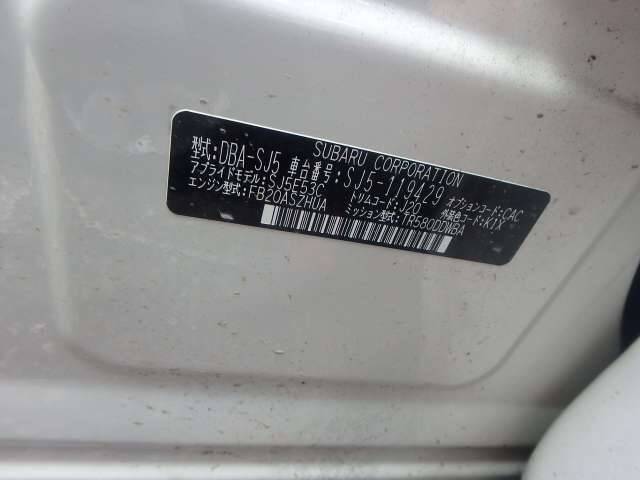 SUBARU CORPORATION
型式: DBA-SJ5 車台番号: SJ5-119429
アプライドモデル: SJ5E53C オプションコード: CAC
トリムコード: 外装色コード: K1X
エンジン型式: FB20ASZHUA ミッション型式: TR580DDNBA